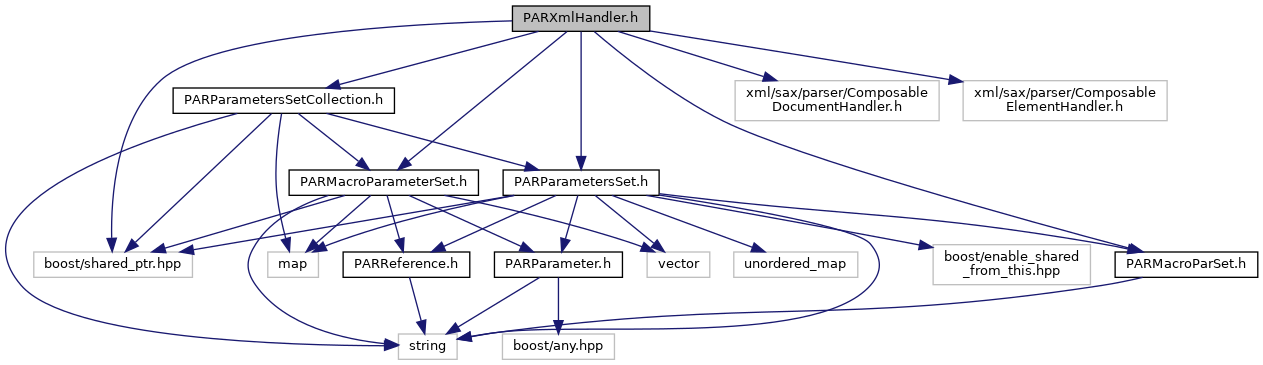 PARXmlHandler.h
PARParametersSetCollection.h
xml/sax/parser/Composable
DocumentHandler.h
xml/sax/parser/Composable
ElementHandler.h
PARMacroParameterSet.h
PARParametersSet.h
boost/shared_ptr.hpp
map
PARReference.h
PARParameter.h
vector
unordered_map
boost/enable_shared
_from_this.hpp
PARMacroParSet.h
string
boost/any.hpp